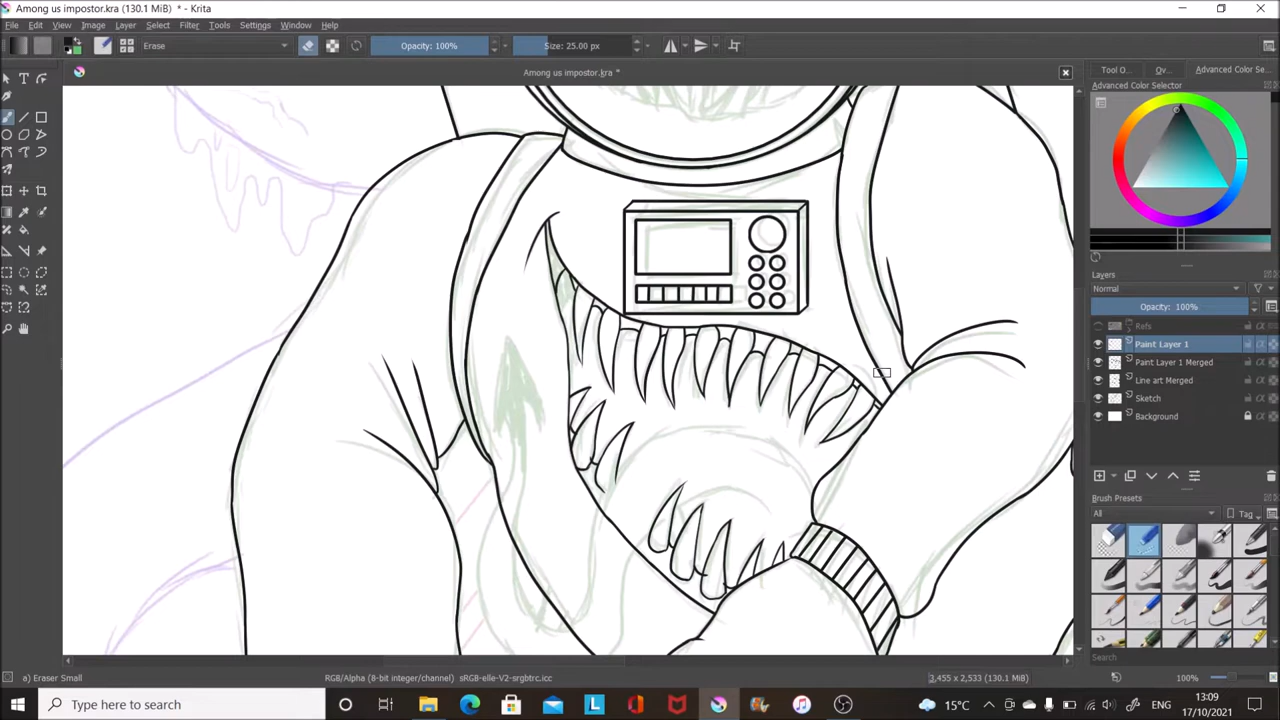 Among us impostor.kra (130.1 MiB) * - Krita
File Edit View Image Layer Select Filter Tools Settings Window Help
Erase Opacity: 100% Size: 25.00 px
Among us impostor.kra *
Tool O... Ov... Advanced Color Se...
Advanced Color Selector
Layers
Normal
Opacity: 100%
Refs
Paint Layer 1
Paint Layer 1 Merged
Line art Merged
Sketch
Background
Brush Presets
All Tag
Search
a) Eraser Small RGB/Alpha (8-bit integer/channel) sRGB-elle-V2-srgbtrc.icc 3,455 x 2,533 (130.1 MiB) 100%
Type here to search 15°C ENG 13:09
17/10/2021